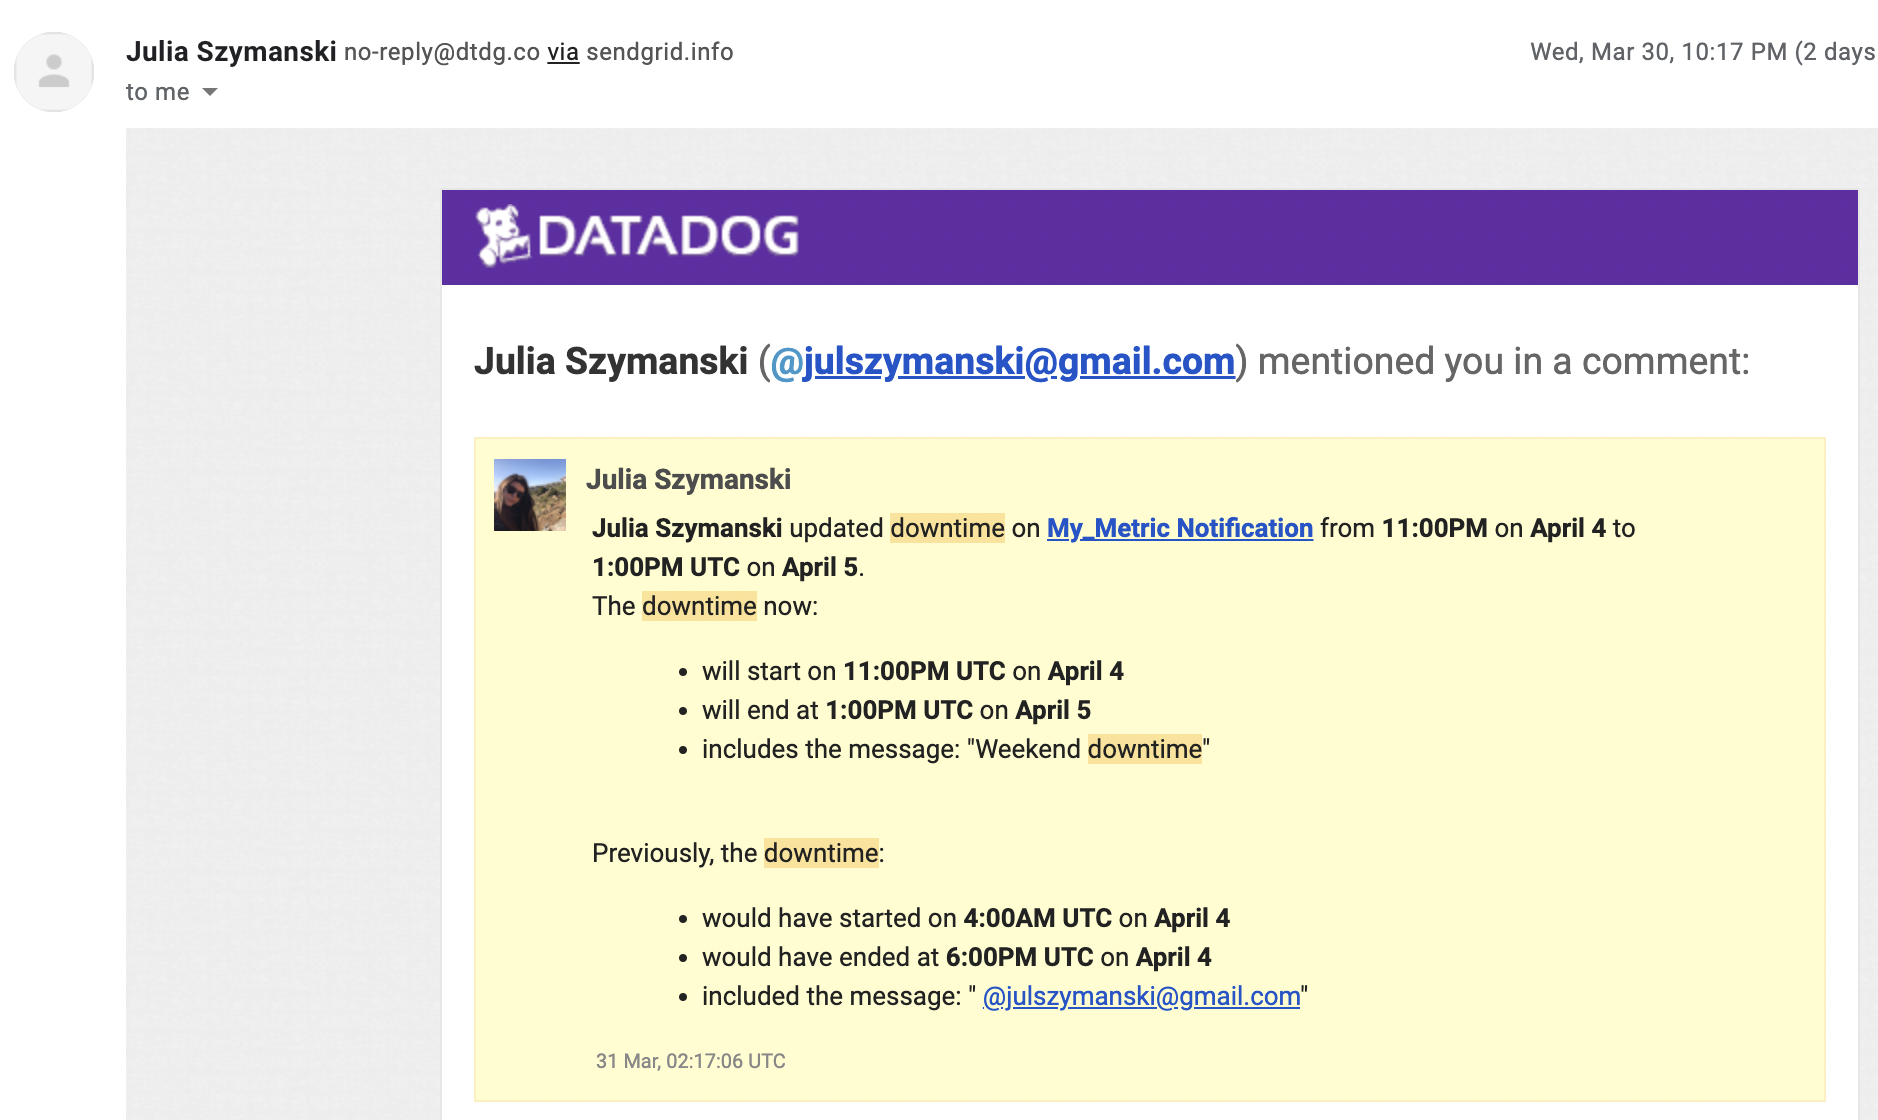 Julia Szymanski no-reply@dtdg.co via sendgrid.info
Wed, Mar 30, 10:17 PM (2 days
to me
DATADOG
Julia Szymanski (@julszymanski@gmail.com) mentioned you in a comment:
Julia Szymanski
Julia Szymanski updated downtime on My_Metric Notification from 11:00PM on April 4 to
1:00PM UTC on April 5.
The downtime now:
• will start on 11:00PM UTC on April 4
• will end at 1:00PM UTC on April 5
• includes the message: "Weekend downtime"
Previously, the downtime:
• would have started on 4:00AM UTC on April 4
• would have ended at 6:00PM UTC on April 4
• included the message: " @julszymanski@gmail.com"
31 Mar, 02:17:06 UTC